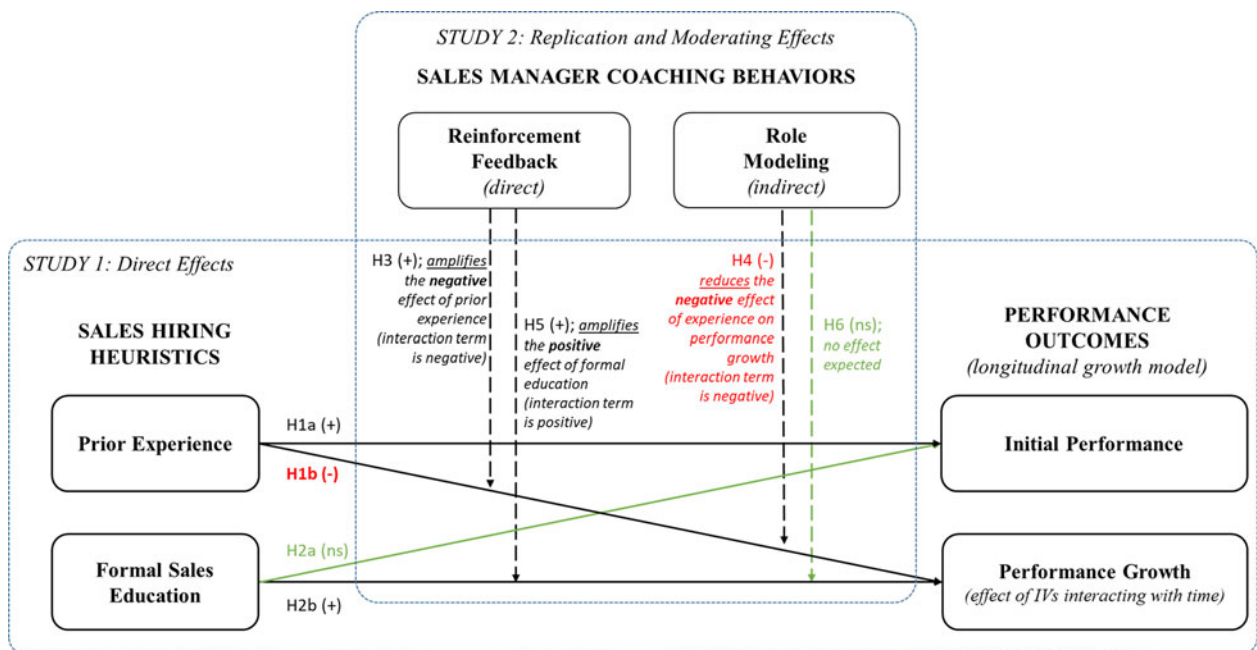 STUDY 2: Replication and Moderating Effects
SALES MANAGER COACHING BEHAVIORS
Reinforcement
Feedback
(direct)
Role
Modeling
(indirect)
STUDY 1: Direct Effects
H3 (+); amplifies
the negative
effect of prior
experience
(interaction term
is negative)
H5 (+); amplifies
the positive
effect of formal
education
(interaction term
is positive)
H4 (-)
reduces the
negative effect
of experience on
performance
growth
(interaction term
is negative)
H6 (ns);
no effect
expected
SALES HIRING
HEURISTICS
PERFORMANCE
OUTCOMES
(longitudinal growth model)
Prior Experience
H1a (+)
H1b (-)
Initial Performance
Formal Sales
Education
H2a (ns)
H2b (+)
Performance Growth
(effect of IVs interacting with time)